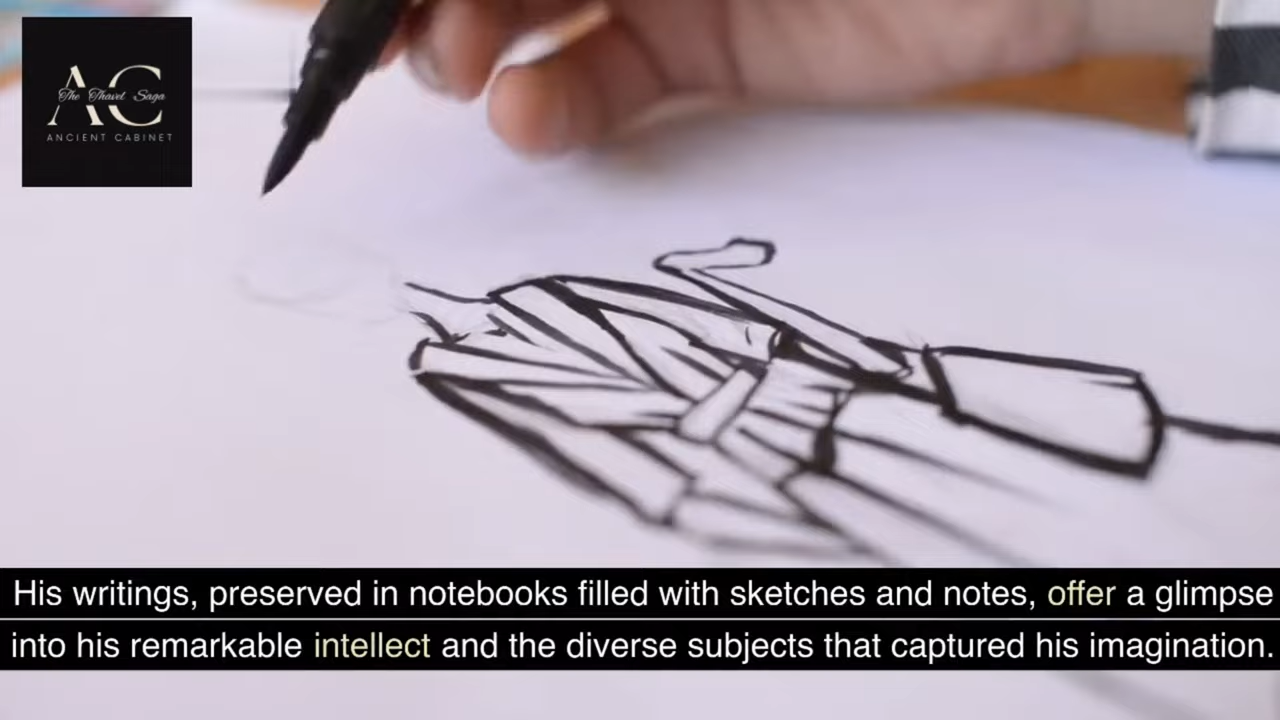 AC
The Thavel Saga
ANCIENT CABINET
His writings, preserved in notebooks filled with sketches and notes, offer a glimpse
into his remarkable intellect and the diverse subjects that captured his imagination.